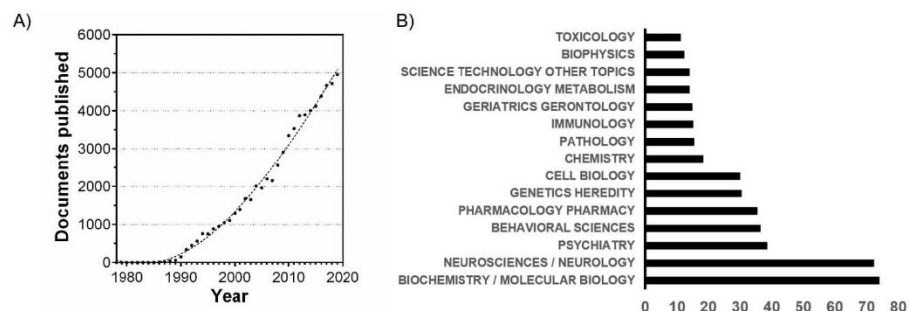 A)
Documents published
6000
5000
4000
3000
2000
1000
0
1980 1990 2000 2010 2020
Year
B)
TOXICOLOGY
BIOPHYSICS
SCIENCE TECHNOLOGY OTHER TOPICS
ENDOCRINOLOGY METABOLISM
GERIATRICS GERONTOLOGY
IMMUNOLOGY
PATHOLOGY
CHEMISTRY
CELL BIOLOGY
GENETICS HEREDITY
PHARMACOLOGY PHARMACY
BEHAVIORAL SCIENCES
PSYCHIATRY
NEUROSCIENCES / NEUROLOGY
BIOCHEMISTRY / MOLECULAR BIOLOGY
0 10 20 30 40 50 60 70 80